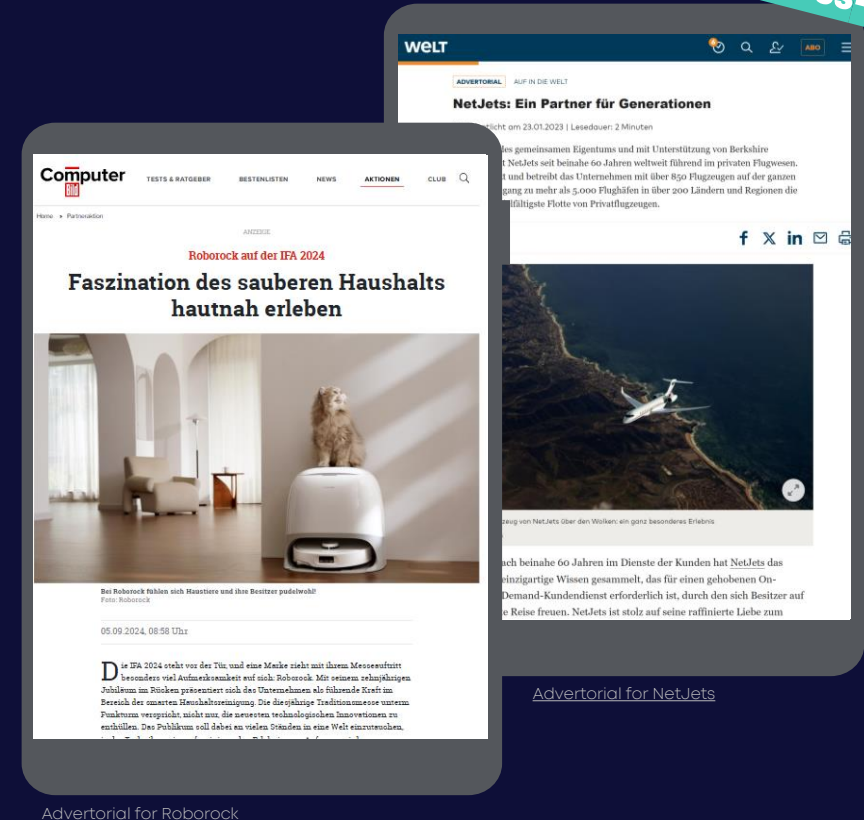 WELT
ABO
ADVERTORIAL AUF IN DIE WELT
NetJets: Ein Partner für Generationen
am 23.01.2023 | Lesedauer: 2 Minuten
des gemeinsamen Eigentums und mit Unterstützung von Berkshire
NetJets seit beinahe 60 Jahren weltweit führend im privaten Flugwesen.
und betreibt das Unternehmen mit über 850 Flugzeugen auf der ganzen
zu mehr als 5.000 Flughäfen in über 200 Ländern und Regionen die
Flotte von Privatflugzeugen.
von NetJets über den Wolken: ein ganz besonderes Erlebnis
beinahe 60 Jahren im Dienste der Kunden hat NetJets das
einzigartige Wissen gesammelt, das für einen gehobenen On-
Demand-Kundendienst erforderlich ist, durch den sich Besitzer auf
Reise freuen. NetJets ist stolz auf seine raffinierte Liebe zum
Advertorial for NetJets
Computer
Bild
TESTS & RATGEBER BESTENLISTEN NEWS AKTIONEN CLUB
Home ▸ Partneraktion
ANZEIGE
Roborock auf der IFA 2024
Faszination des sauberen Haushalts
hautnah erleben
Bei Roborock fühlen sich Haustiere und ihre Besitzer pudelwohl!
Foto: Roborock
05.09.2024, 08:58 Uhr
Die IFA 2024 steht vor der Tür, und eine Marke zieht mit ihrem Messeauftritt
besonders viel Aufmerksamkeit auf sich: Roborock. Mit seinem zehnjährigen
Jubiläum im Rücken präsentiert sich das Unternehmen als führende Kraft im
Bereich der smarten Haushaltsreinigung. Die diesjährige Traditionsmesse unterm
Funkturm verspricht, nicht nur, die neuesten technologischen Innovationen zu
enthüllen. Das Publikum soll dabei an vielen Ständen in eine Welt einzutauchen,
Advertorial for Roborock